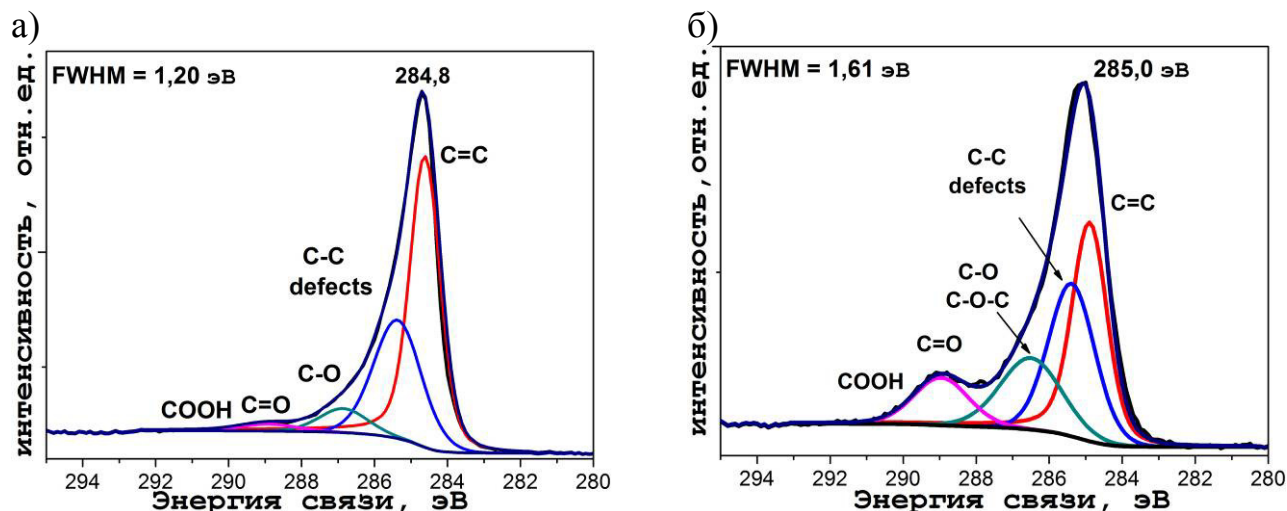 а)
FWHM = 1,20 эВ
284,8
C=C
C-C
defects
C-O
C=O
COOH
интенсивность, отн.ед.
294 292 290 288 286 284 282 280
Энергия связи, эВ
б)
FWHM = 1,61 эВ
285,0 эВ
C-C
defects
C=C
C-O
C-O-C
C=O
COOH
интенсивность,отн.ед.
294 292 290 288 286 284 282 280
Энергия связи, эВ